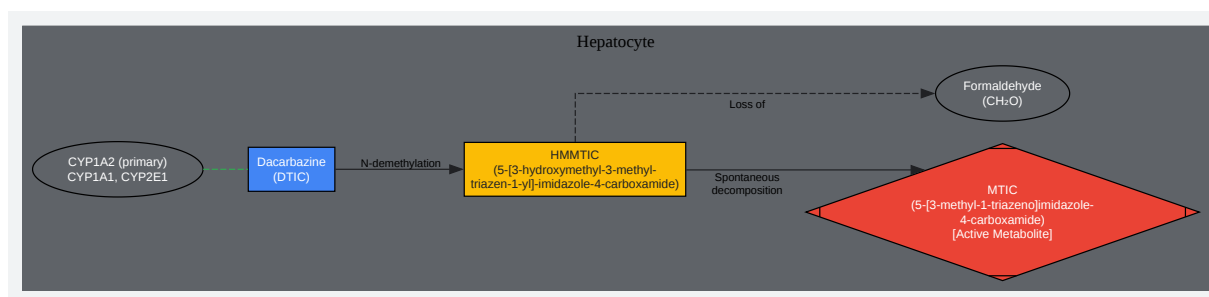 Hepatocyte
Formaldehyde
(CH₂O)
Loss of
CYP1A2 (primary)
CYP1A1, CYP2E1
Dacarbazine
(DTIC)
N-demethylation
HMMTIC
(5-[3-hydroxymethyl-3-methyl-
triazen-1-yl]-imidazole-4-carboxamide)
Spontaneous
decomposition
MTIC
(5-[3-methyl-1-triazeno]imidazole-
4-carboxamide)
[Active Metabolite]